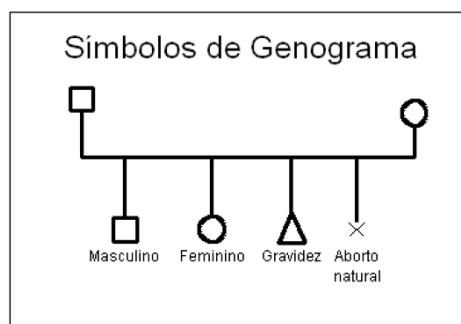 Símbolos de Genograma
Masculino Feminino Gravidez Aborto
natural